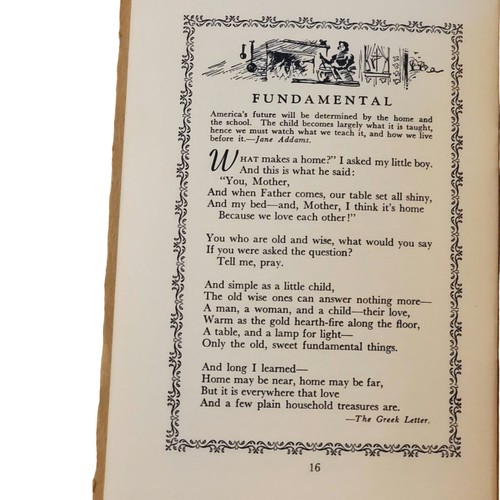 FUNDAMENTAL
America's future will be determined by the home and
the school. The child becomes largely what it is taught,
hence we must watch what we teach it, and how we live
before it.—Jane Addams.
WHAT makes a home?" I asked my little boy.
And this is what he said:
"You, Mother,
And when Father comes, our table set all shiny,
And my bed—and, Mother, I think it's home
Because we love each other!"
You who are old and wise, what would you say
If you were asked the question?
Tell me, pray.
And simple as a little child,
The old wise ones can answer nothing more—
A man, a woman, and a child—their love,
Warm as the gold hearth-fire along the floor,
A table, and a lamp for light—
Only the old, sweet fundamental things.
And long I learned—
Home may be near, home may be far,
But it is everywhere that love
And a few plain household treasures are.
—The Greek Letter.
16